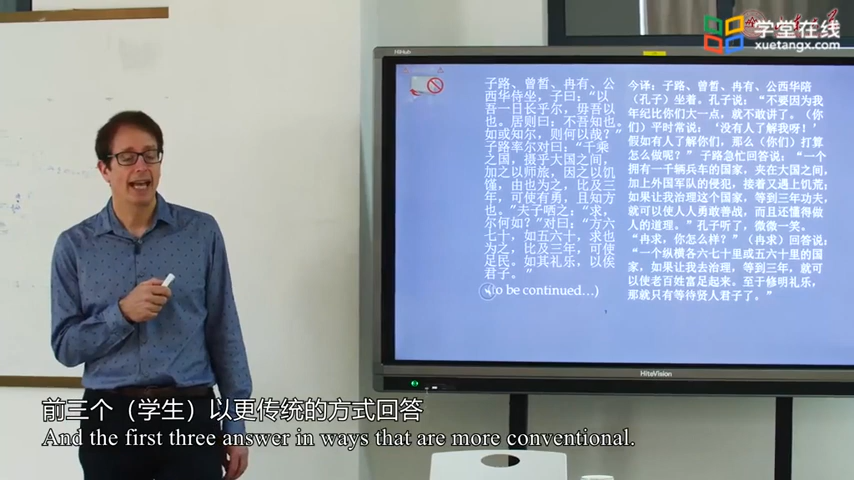 学堂在线
xuetangx.com
HiHub
子路、曾皙、冉有、公
西华侍坐，子曰：“以
吾一日长乎尔，毋吾以
也。居则曰：不吾知也。
如或知尔，则何以哉？”
子路率尔对曰：“千乘
之国，摄乎大国之间，
加之以师旅，因之以饥
馑，由也为之，比及三
年，可使有勇，且知方
也。”夫子哂之：“求，
尔何如？”对曰：“方六
七十，如五六十，求也
为之，比及三年，可使
足民。如其礼乐，以俟
君子。”
(to be continued…)
今译：子路、曾皙、冉有、公西华陪
（孔子）坐着。孔子说：“不要因为我
年纪比你们大一点，就不敢讲了。（你
们）平时常说：‘没有人了解我呀！’
假如有人了解你们，那么（你们）打算
怎么做呢？” 子路急忙回答说：“一个
拥有一千辆兵车的国家，夹在大国之间，
加上外国军队的侵犯，接着又遇上饥荒；
如果让我治理这个国家，等到三年功夫，
就可以使人人勇敢善战，而且还懂得做
人的道理。”孔子听了，微微一笑。
“冉求，你怎么样？”（冉求）回答说：
“一个纵横各六七十里或五六十里的国
家，如果让我去治理，等到三年，就可
以使老百姓富足起来。至于修明礼乐，
那就只有等待贤人君子了。”
HiteVision
前三个（学生）以更传统的方式回答
And the first three answer in ways that are more conventional.